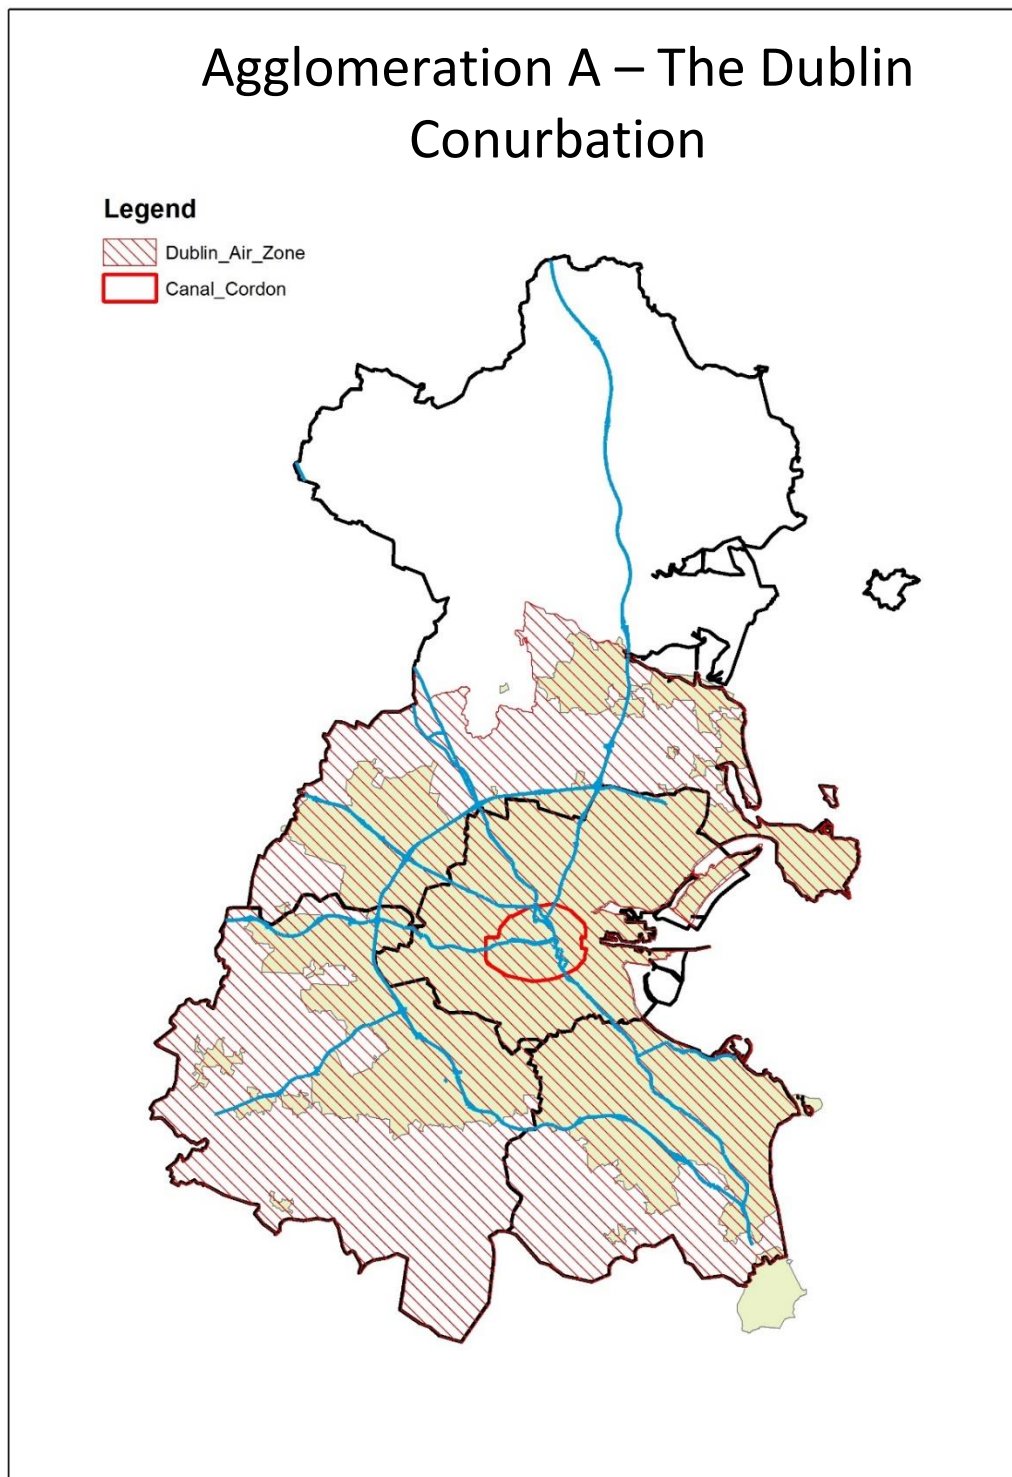 Agglomeration A – The Dublin
Conurbation
Legend
Dublin_Air_Zone
Canal_Cordon